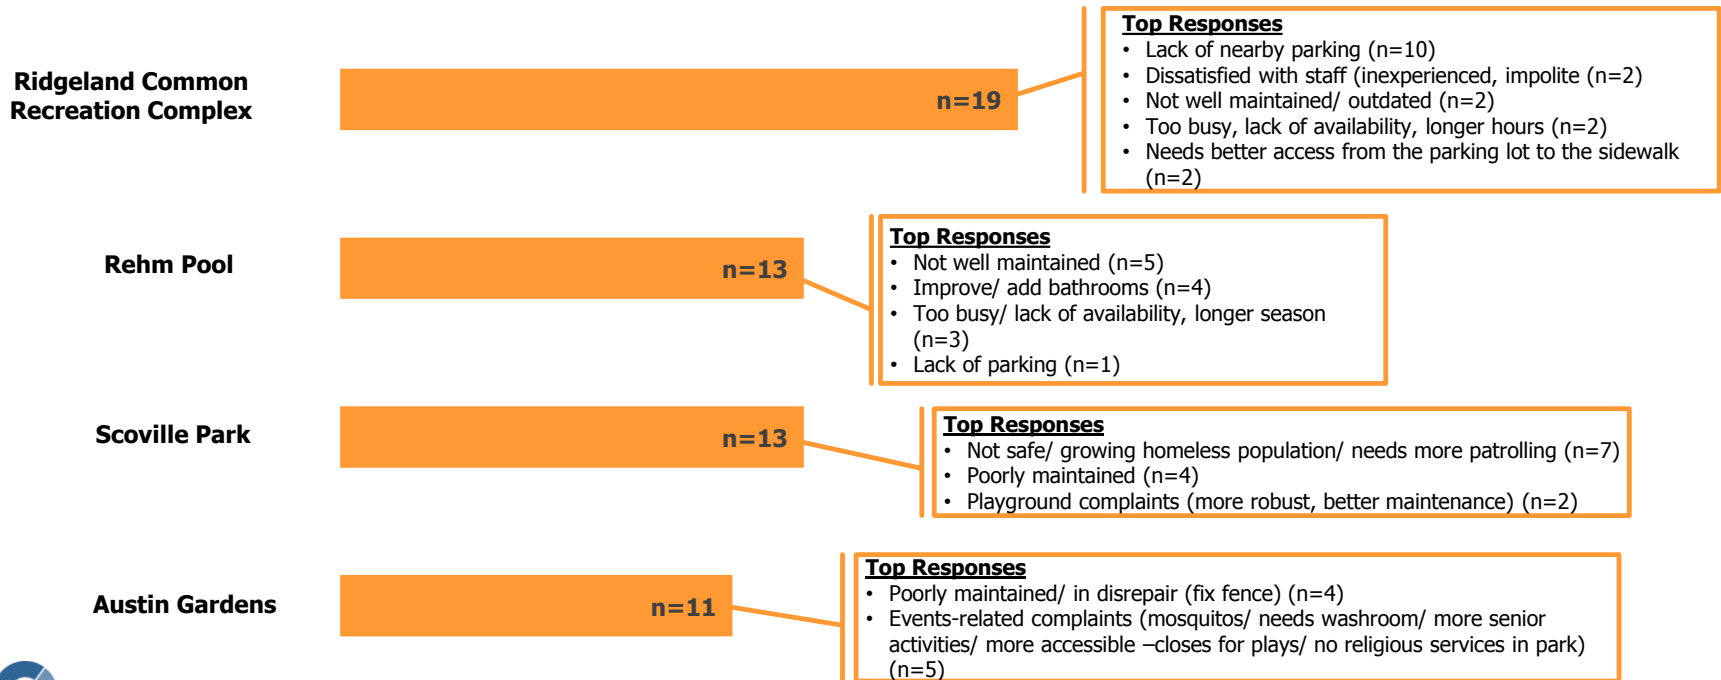 Ridgeland Common
Recreation Complex
n=19
Top Responses
• Lack of nearby parking (n=10)
• Dissatisfied with staff (inexperienced, impolite (n=2)
• Not well maintained/ outdated (n=2)
• Too busy, lack of availability, longer hours (n=2)
• Needs better access from the parking lot to the sidewalk
(n=2)
Rehm Pool
n=13
Top Responses
• Not well maintained (n=5)
• Improve/ add bathrooms (n=4)
• Too busy/ lack of availability, longer season
(n=3)
• Lack of parking (n=1)
Scoville Park
n=13
Top Responses
• Not safe/ growing homeless population/ needs more patrolling (n=7)
• Poorly maintained (n=4)
• Playground complaints (more robust, better maintenance) (n=2)
Austin Gardens
n=11
Top Responses
• Poorly maintained/ in disrepair (fix fence) (n=4)
• Events-related complaints (mosquitos/ needs washroom/ more senior
activities/ more accessible –closes for plays/ no religious services in park)
(n=5)